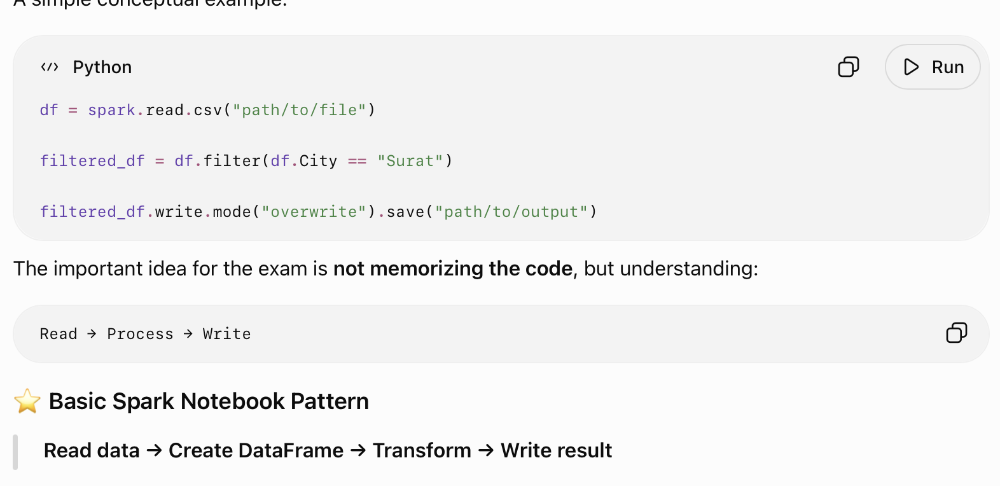 A simple conceptual example:
Python
Run
df = spark.read.csv("path/to/file")
filtered_df = df.filter(df.City == "Surat")
filtered_df.write.mode("overwrite").save("path/to/output")
The important idea for the exam is not memorizing the code, but understanding:
Read → Process → Write
⭐ Basic Spark Notebook Pattern
Read data → Create DataFrame → Transform → Write result